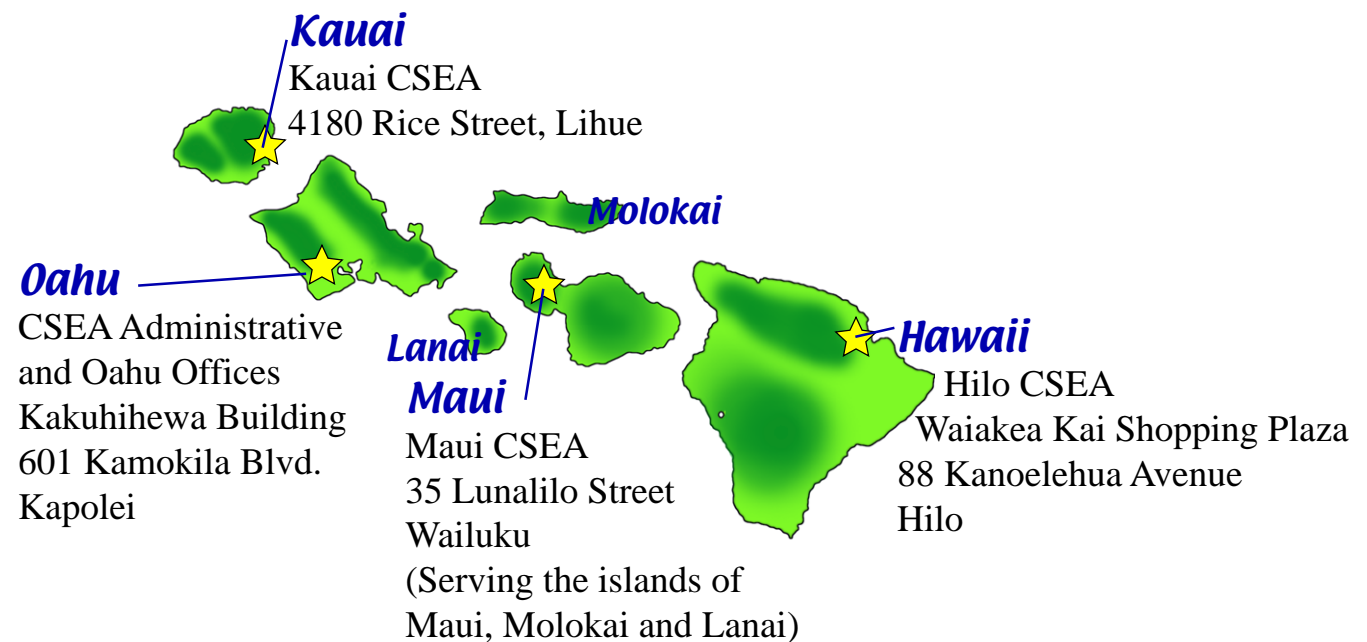 Kauai
Kauai CSEA
4180 Rice Street, Lihue
Molokai
Oahu
CSEA Administrative
and Oahu Offices
Kakuhihewa Building
601 Kamokila Blvd.
Kapolei
Lanai
Maui
Maui CSEA
35 Lunalilo Street
Wailuku
(Serving the islands of
Maui, Molokai and Lanai)
Hawaii
Hilo CSEA
Waiakea Kai Shopping Plaza
88 Kanoelehua Avenue
Hilo